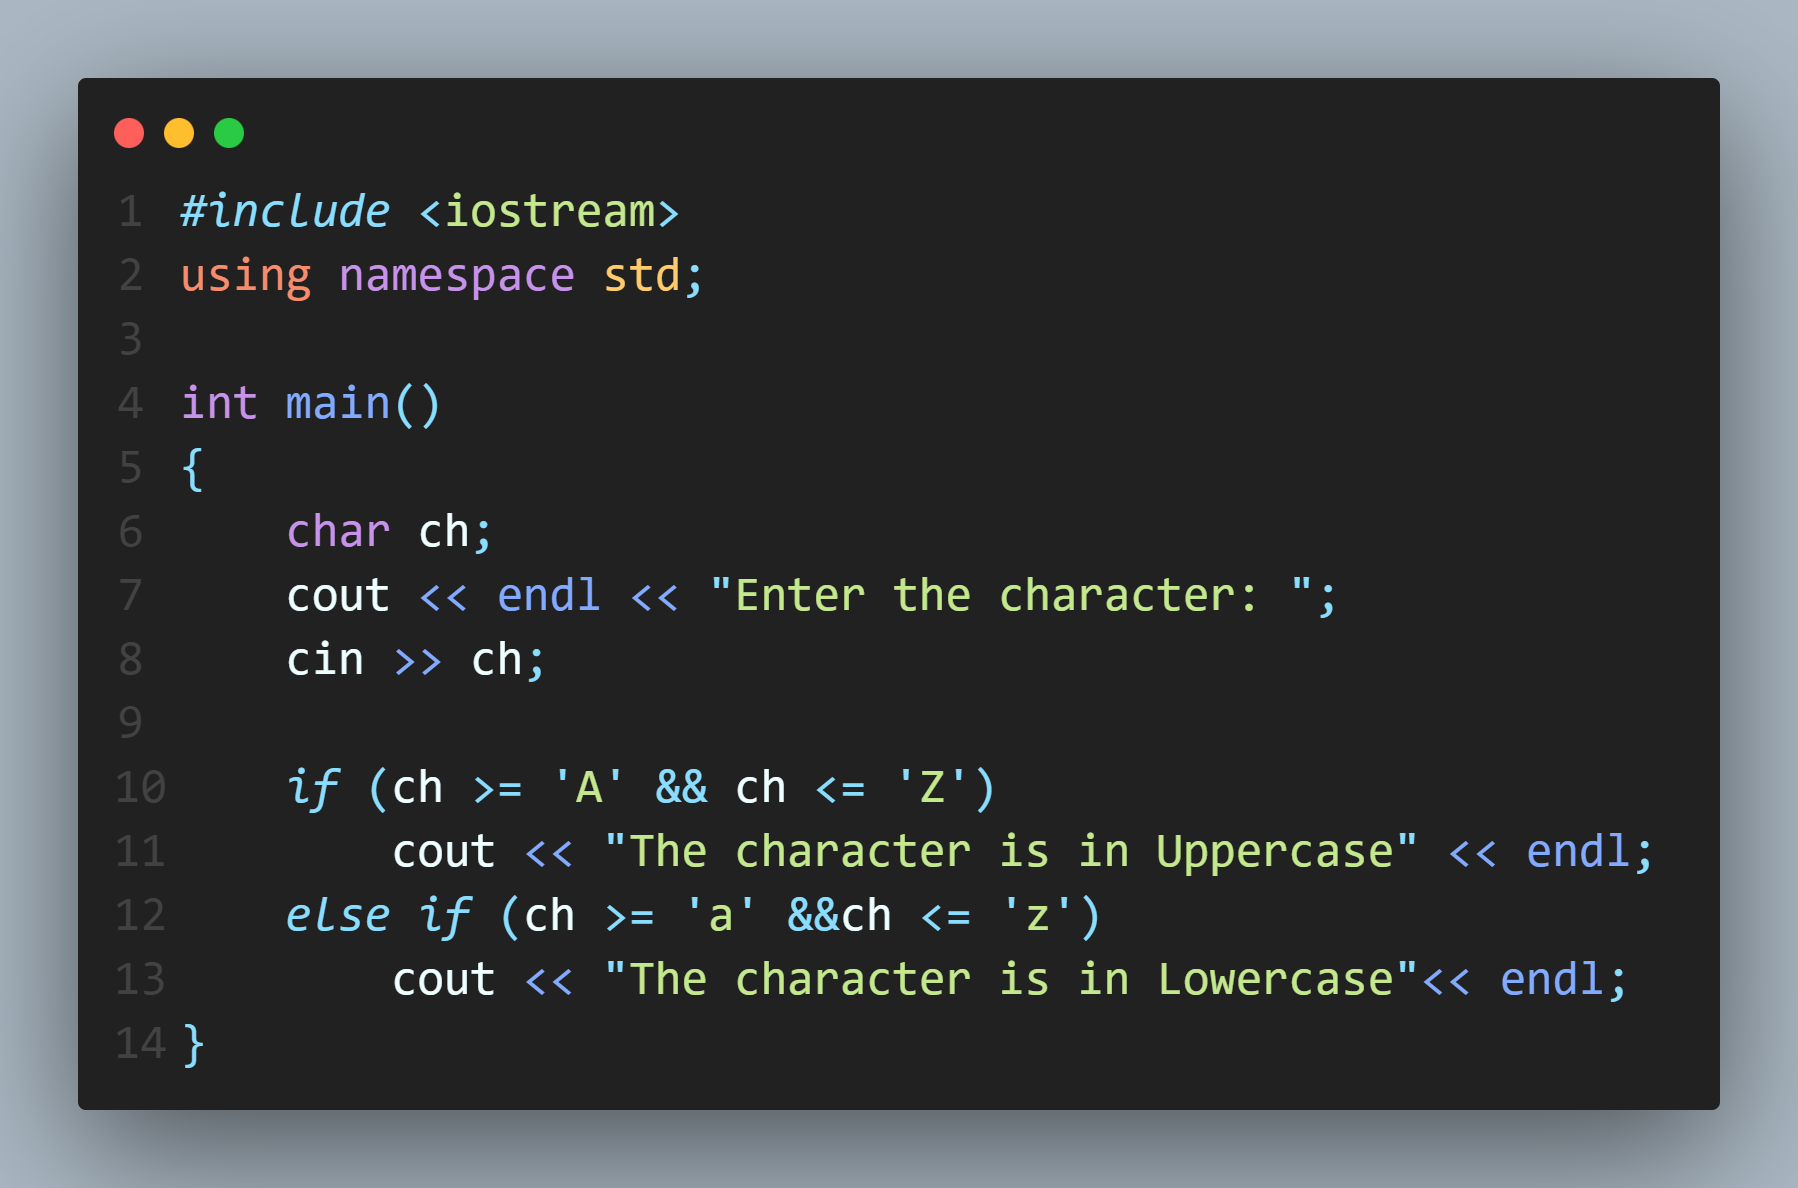 1 #include <iostream>
2 using namespace std;
3
4 int main()
5 {
6     char ch;
7     cout << endl << "Enter the character: ";
8     cin >> ch;
9
10     if (ch >= 'A' && ch <= 'Z')
11         cout << "The character is in Uppercase" << endl;
12     else if (ch >= 'a' &&ch <= 'z')
13         cout << "The character is in Lowercase"<< endl;
14 }